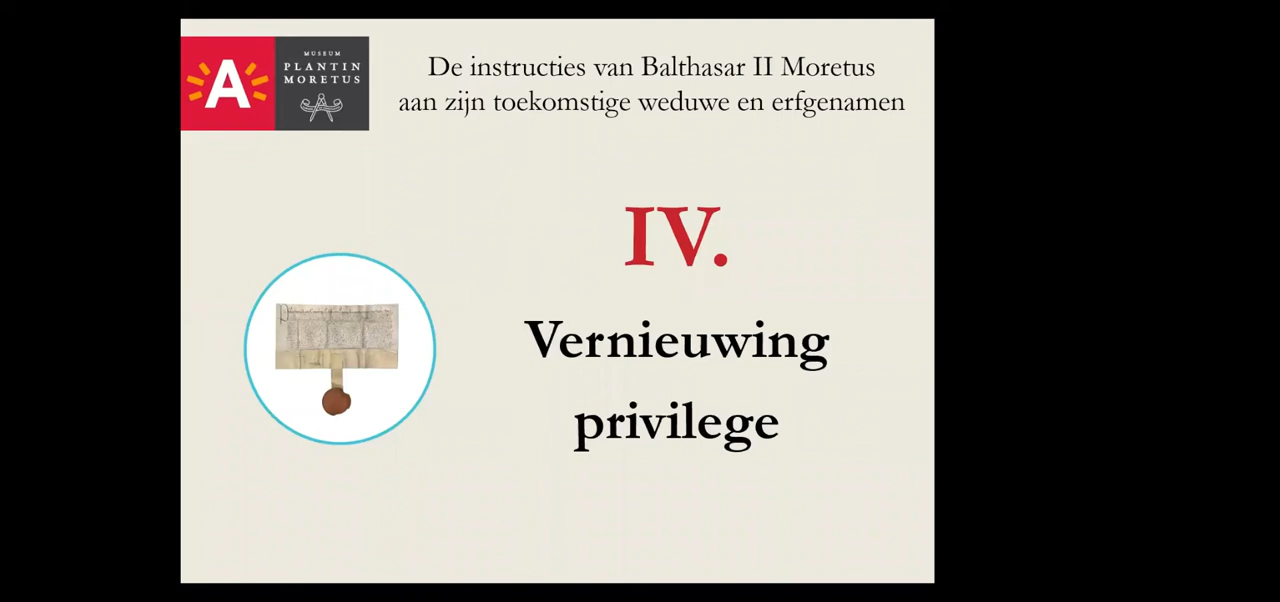 A
MUSEUM
PLANTIN
MORETUS
De instructies van Balthasar II Moretus
aan zijn toekomstige weduwe en erfgenamen
IV.
Vernieuwing
privilege